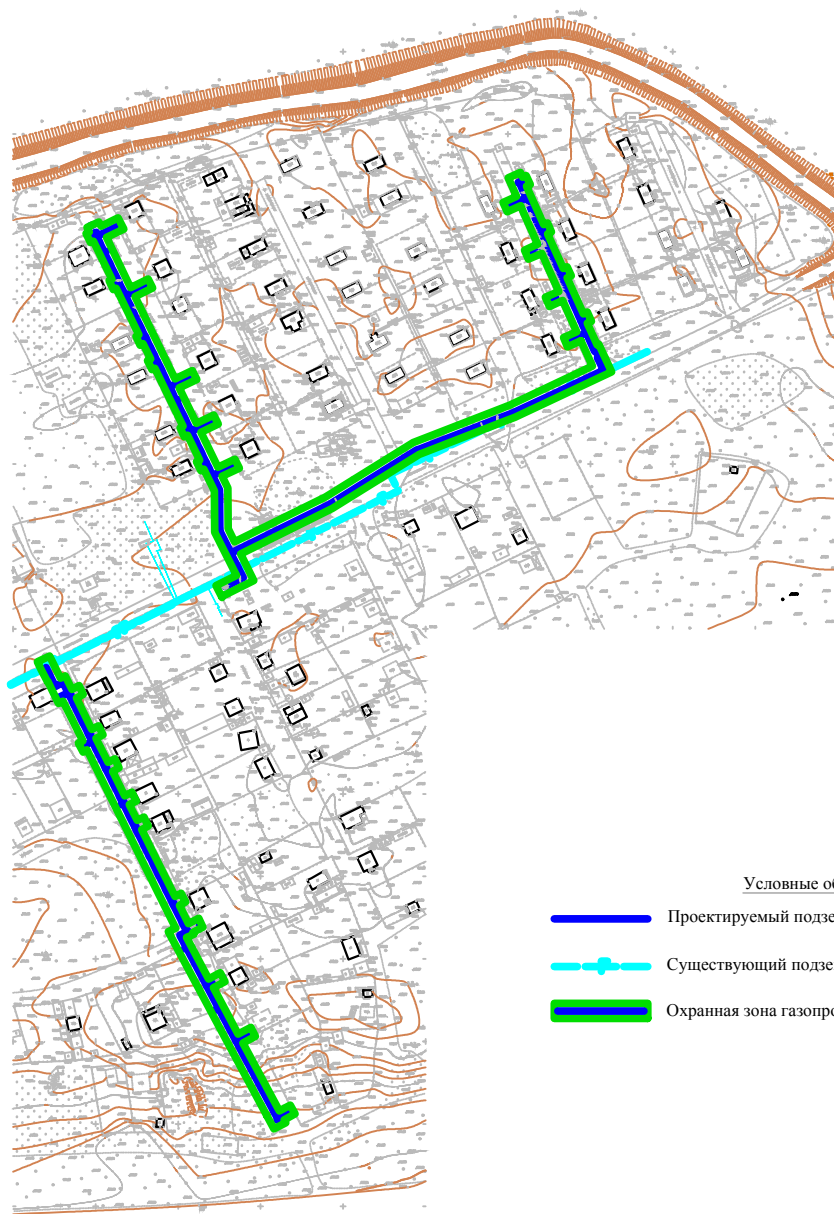 Условные об
Проектируемый подзе
Существующий подзе
Охранная зона газопро